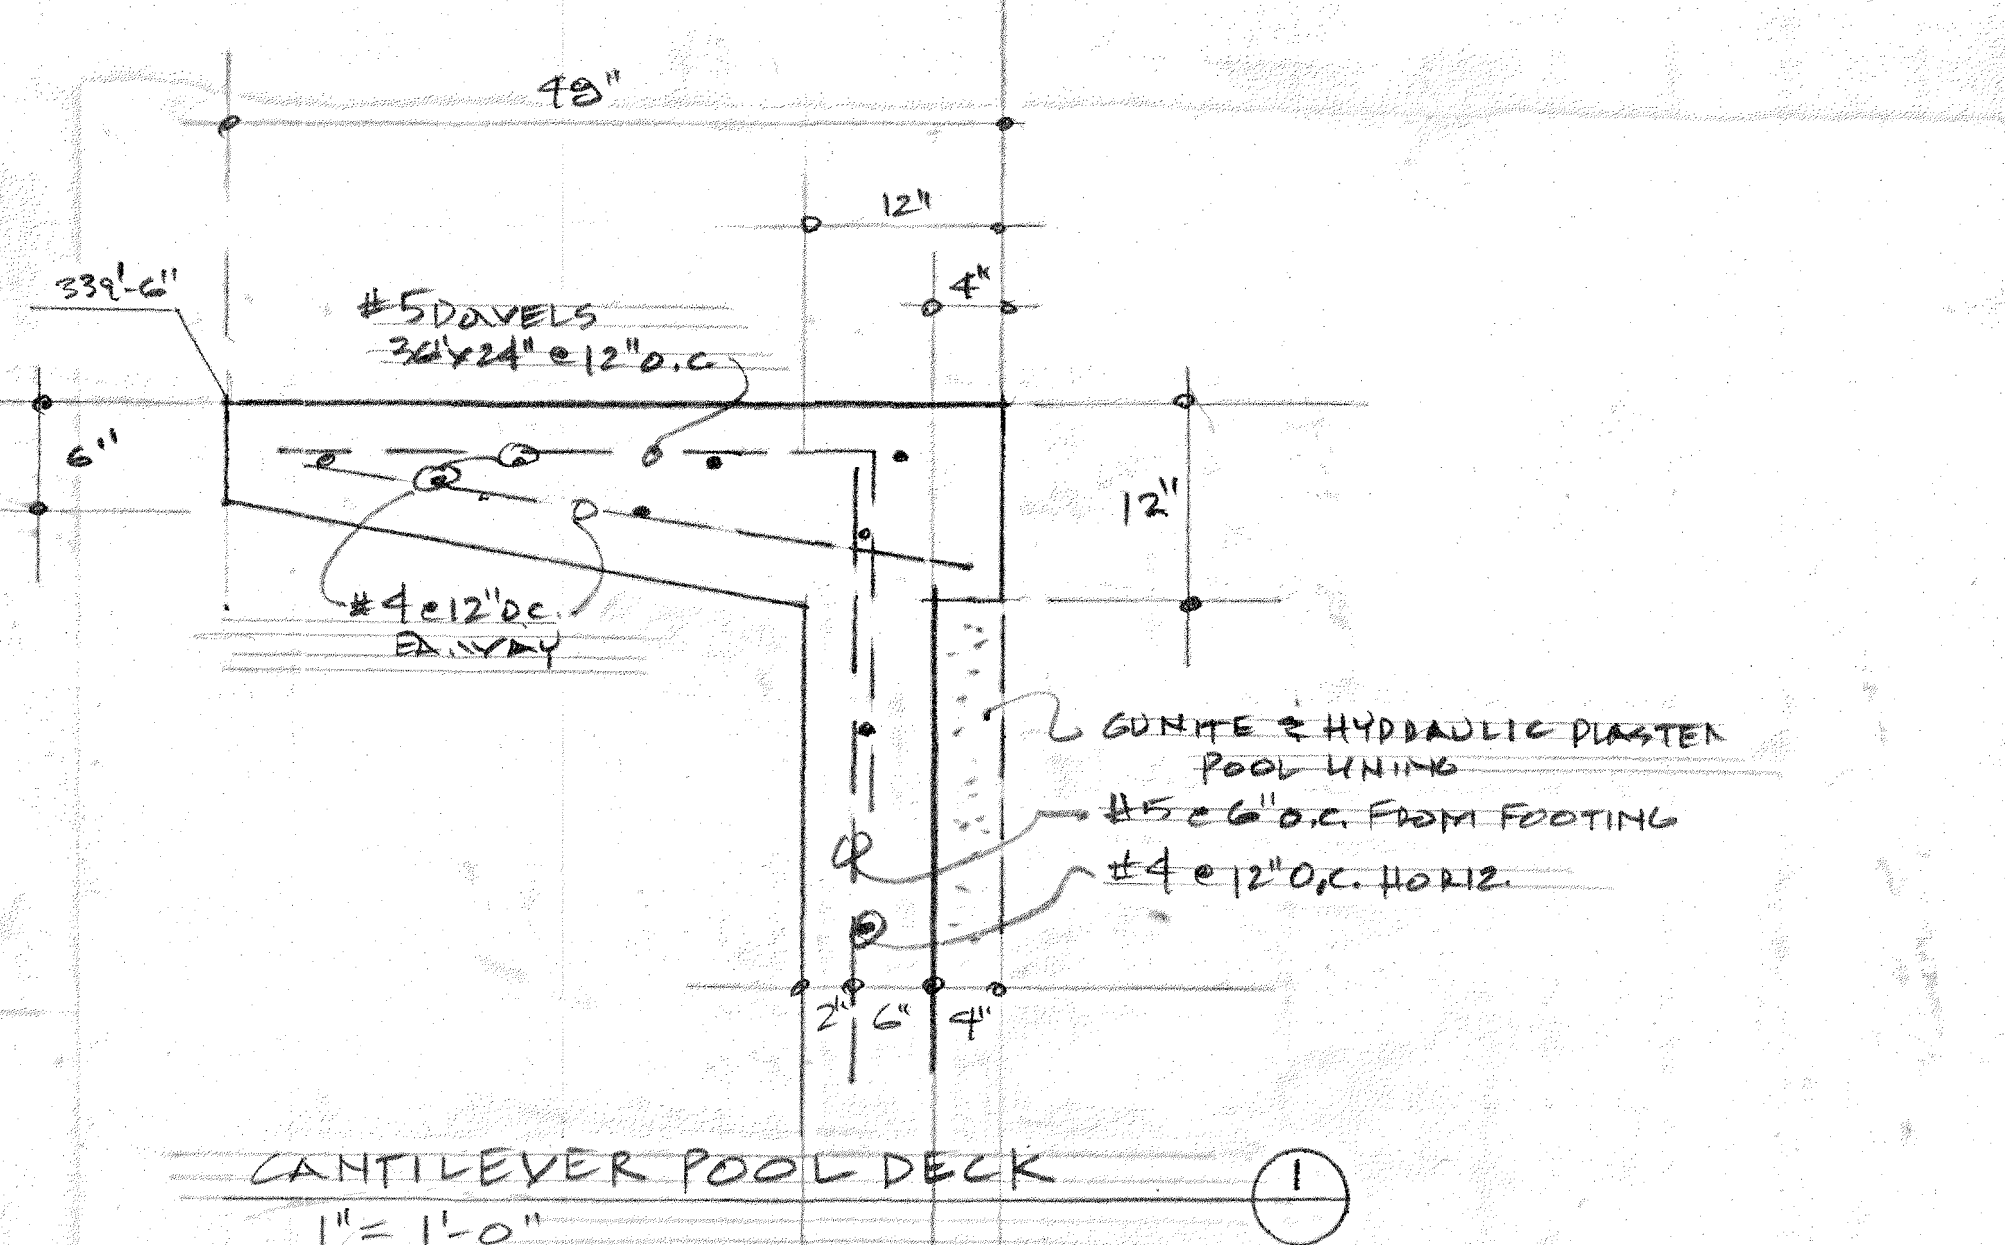 48"
12"
4"
339'-6"
#5 DOWELS
36"x24" @ 12" O.C.
6"
12"
#4 @ 12" O.C.
EA. WAY
GUNITE & HYDRAULIC PLASTER
POOL LINING
#5 @ 6" O.C. FROM FOOTING
#4 @ 12" O.C. HORIZ.
2" 6" 4"
CANTILEVER POOL DECK 1
1" = 1'-0"